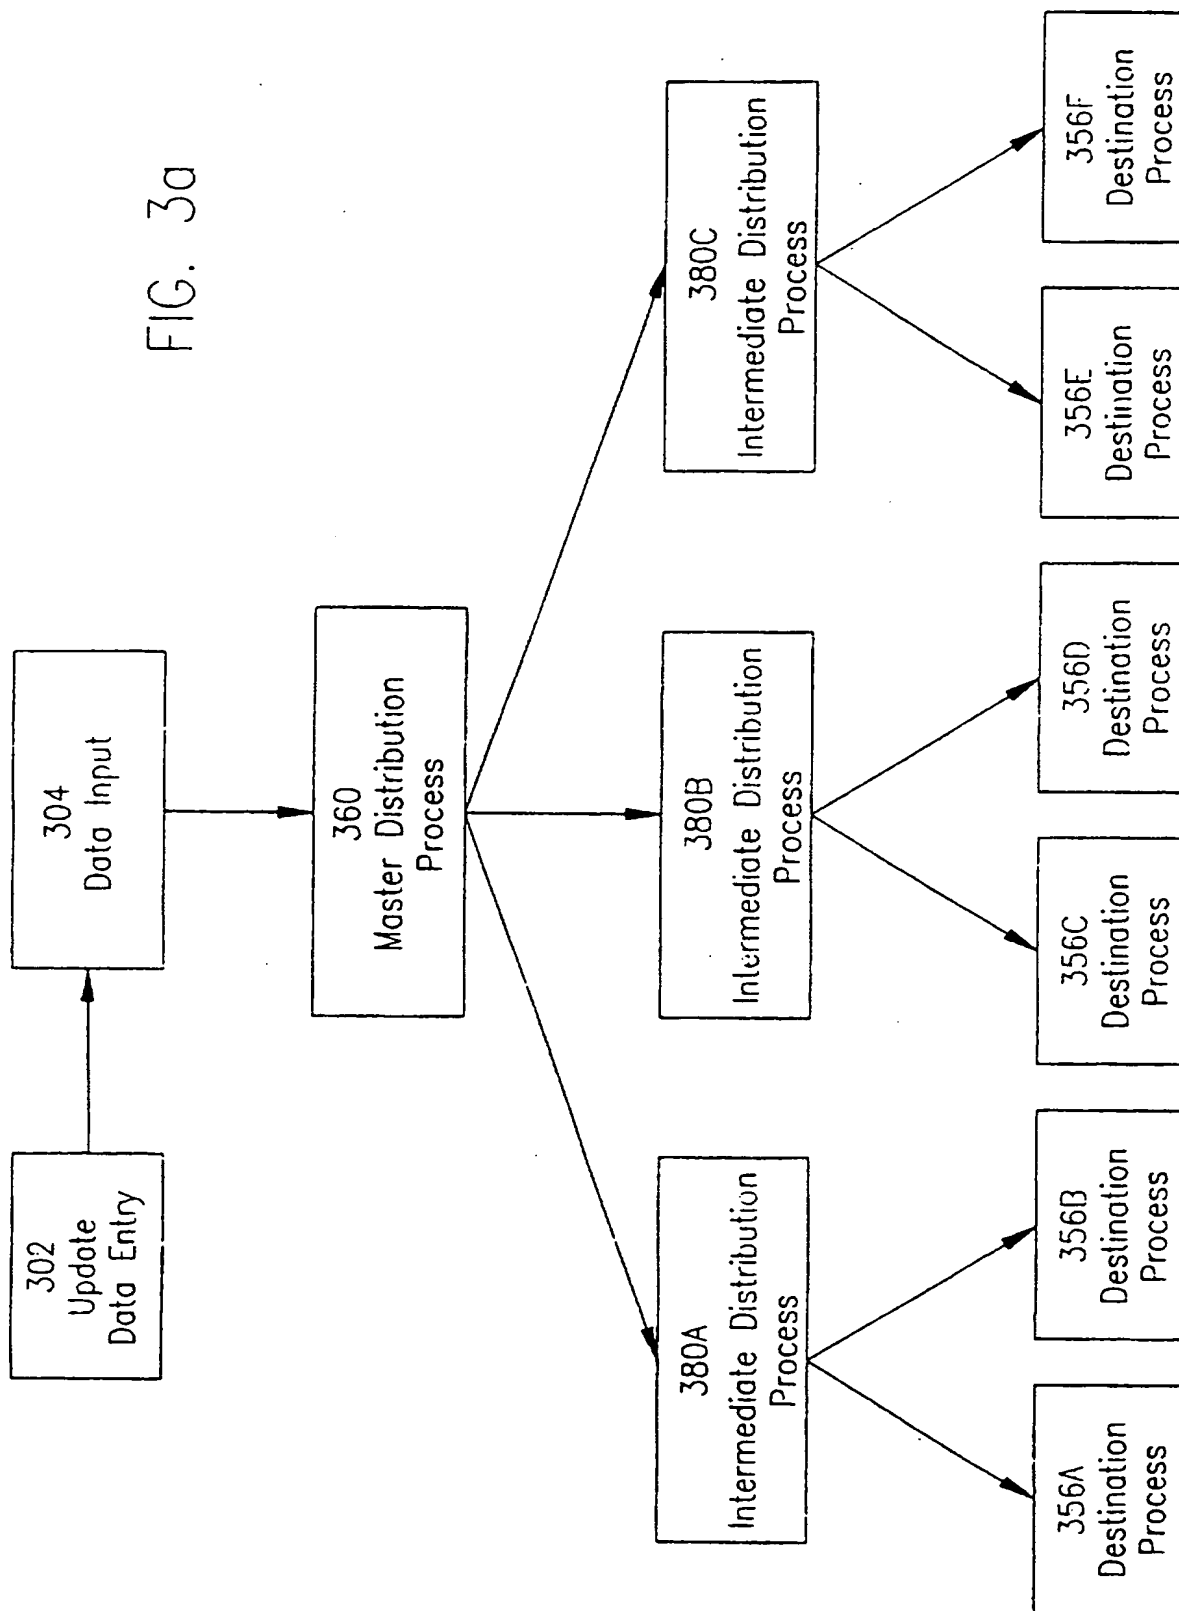 FIG. 3a
302
Update
Data Entry
304
Data Input
360
Master Distribution
Process
380A
Intermediate Distribution
Process
380B
Intermediate Distribution
Process
380C
Intermediate Distribution
Process
356A
Destination
Process
356B
Destination
Process
356C
Destination
Process
356D
Destination
Process
356E
Destination
Process
356F
Destination
Process